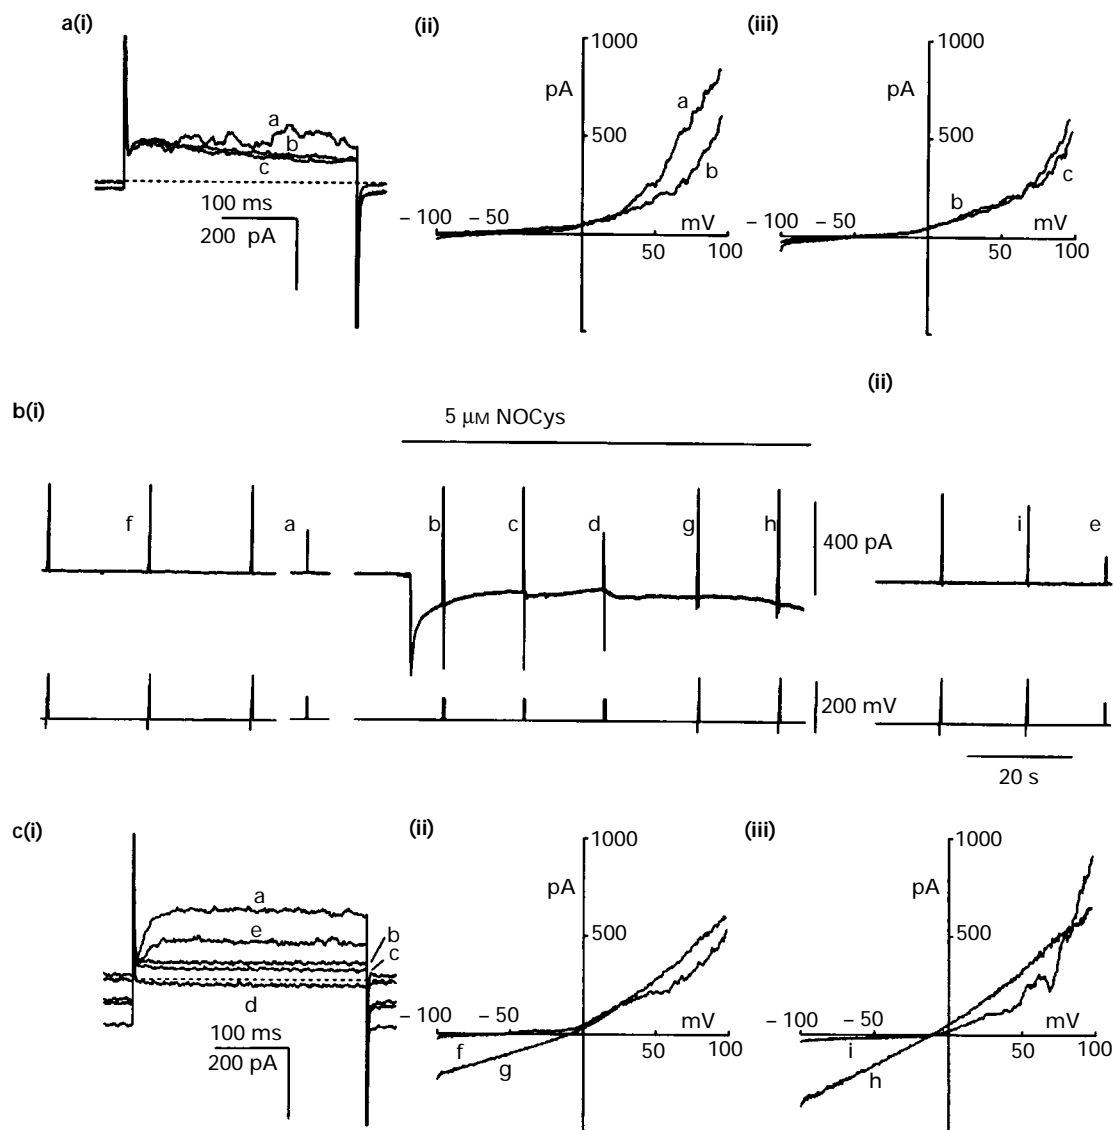 a(i)
(ii)
(iii)
a
b
c
100 ms
200 pA
1000
pA
a
500
b
– 100
– 50
mV
50
100
1000
pA
500
b
c
– 100
– 50
mV
50
100
b(i)
(ii)
5 µM NOCys
f
a
b
c
d
g
h
400 pA
i
e
200 mV
20 s
c(i)
(ii)
(iii)
a
e
b
c
d
100 ms
200 pA
1000
pA
500
– 100
– 50
mV
f
g
50
100
1000
pA
500
– 100
– 50
mV
i
h
50
100